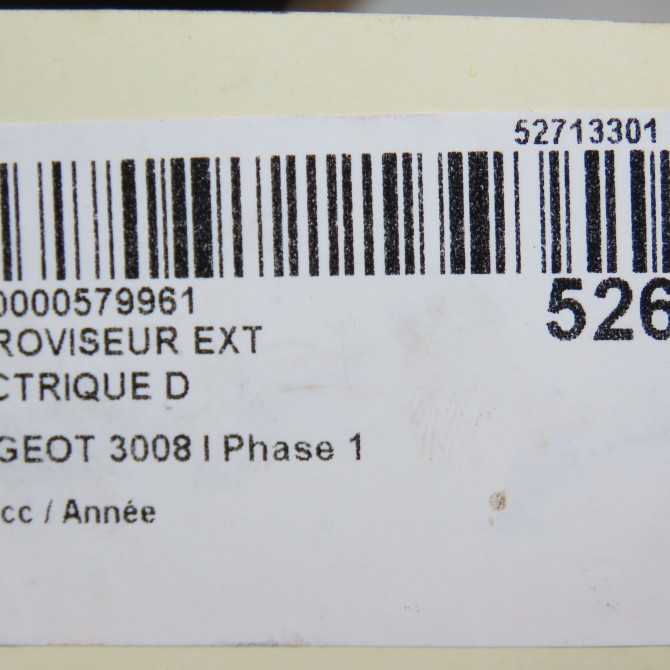 52713301
0000579961
526
ROVISEUR EXT
CTRIQUE D
GEOT 3008 I Phase 1
cc / Année